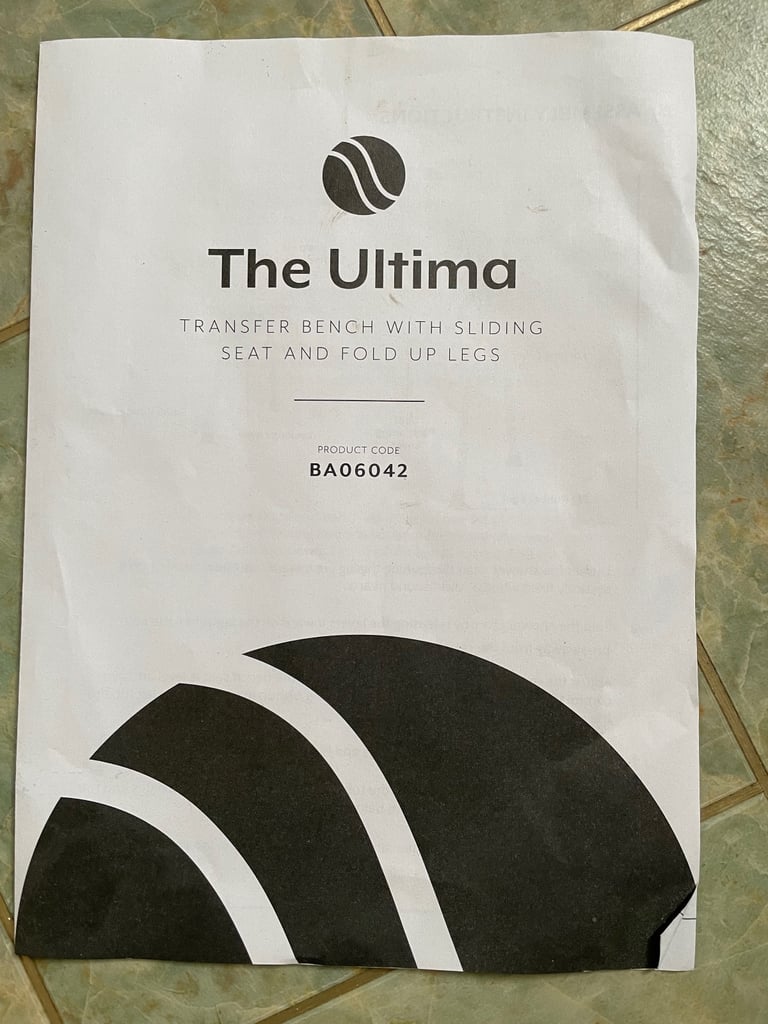 The Ultima
TRANSFER BENCH WITH SLIDING
SEAT AND FOLD UP LEGS
PRODUCT CODE
BA06042